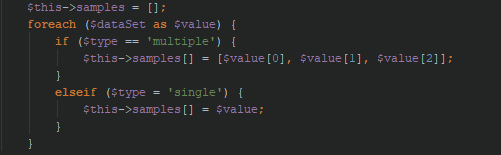 $this->samples = [];
foreach ($dataSet as $value) {
    if ($type == 'multiple') {
        $this->samples[] = [$value[0], $value[1], $value[2]];
    }
    elseif ($type = 'single') {
        $this->samples[] = $value;
    }
}